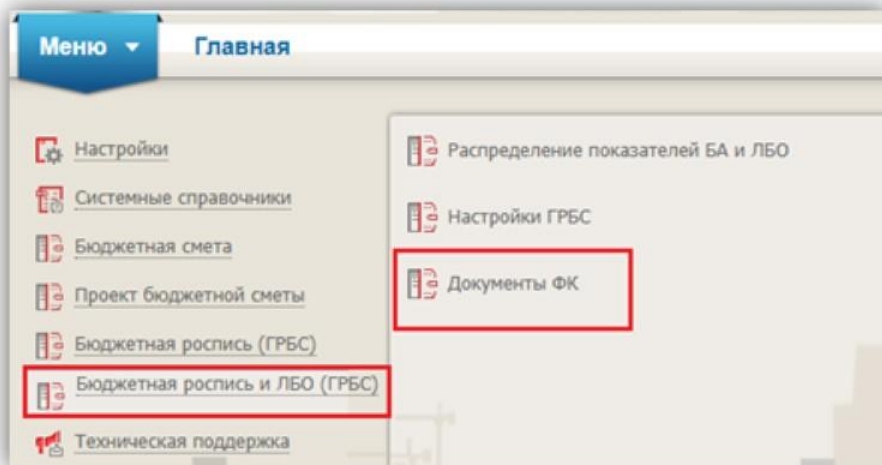 Меню
Главная
Настройки
Системные справочники
Бюджетная смета
Проект бюджетной сметы
Бюджетная роспись (ГРБС)
Бюджетная роспись и ЛБО (ГРБС)
Техническая поддержка
Распределение показателей БА и ЛБО
Настройки ГРБС
Документы ФК